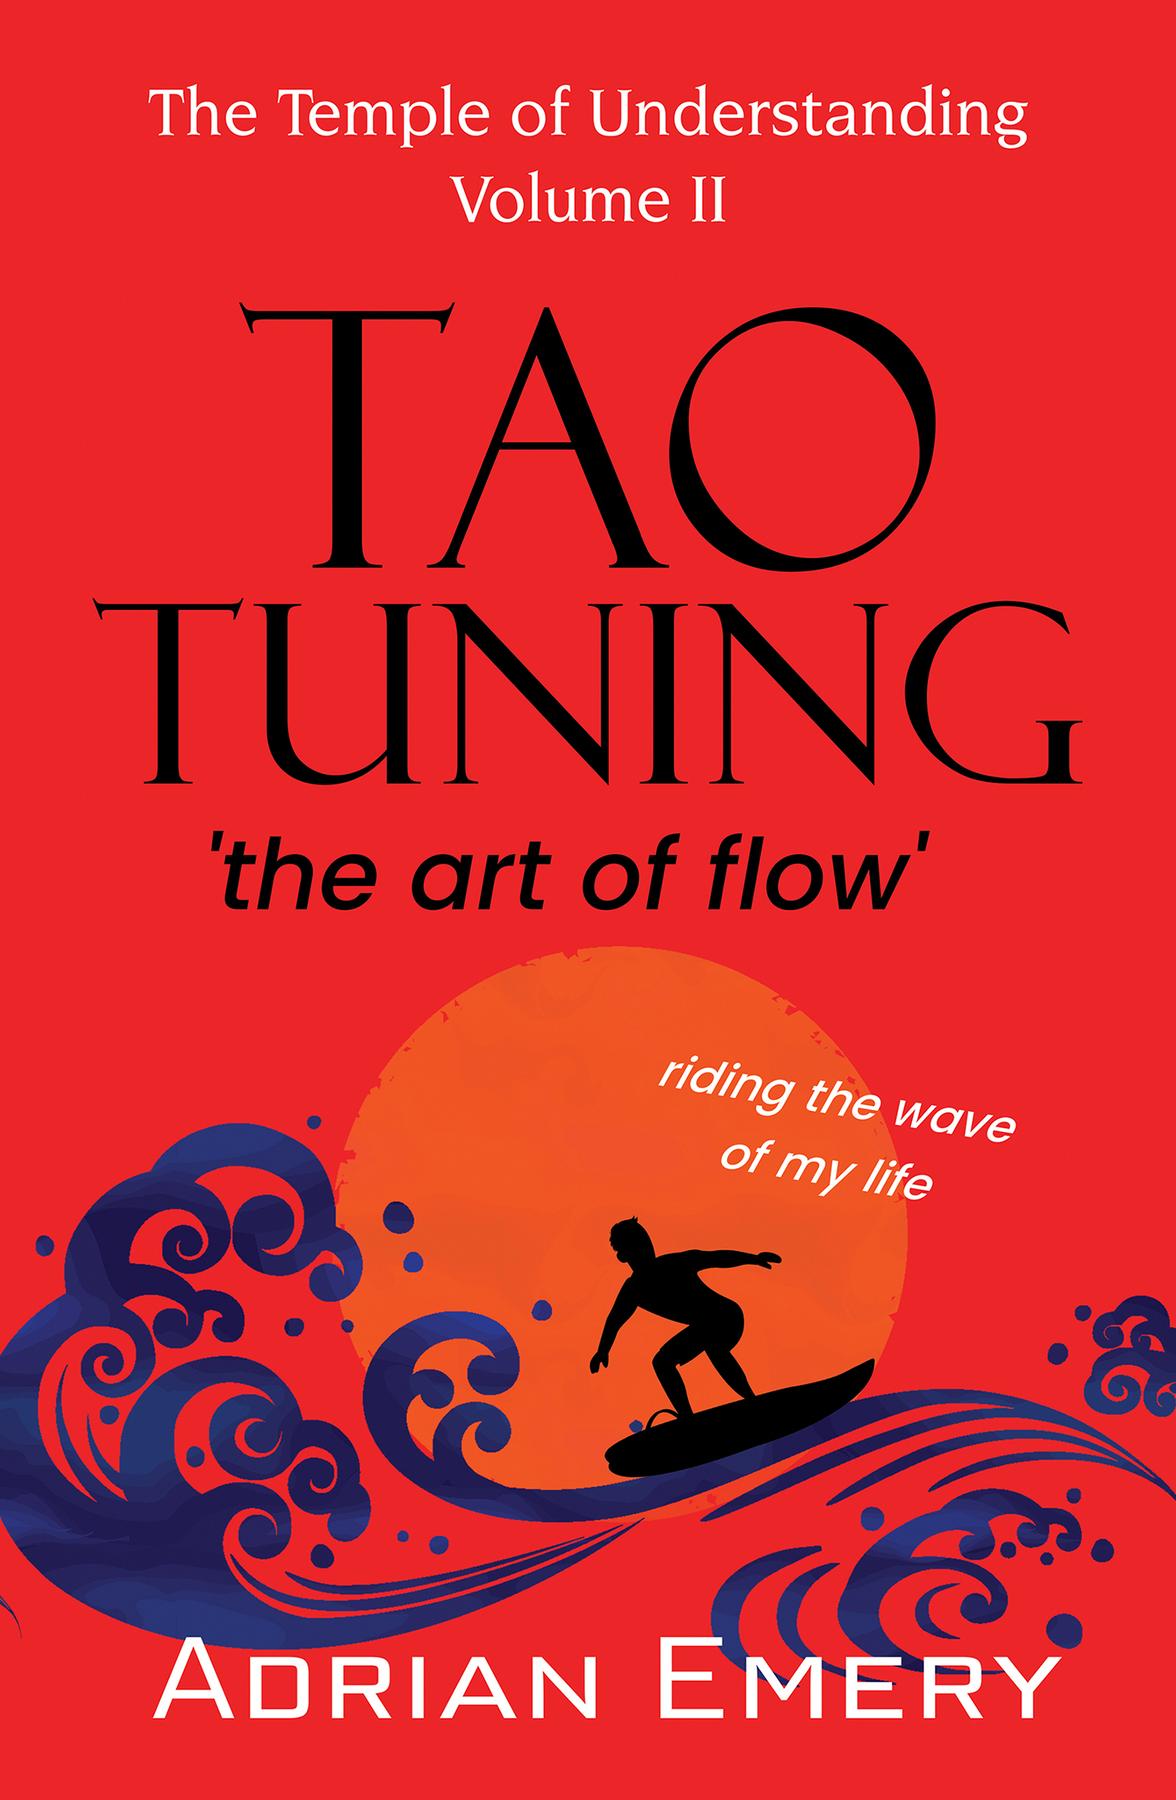 The Temple of Understanding
Volume II
TAO
TUNING
'the art of flow'
riding the wave
of my life
ADRIAN EMERY